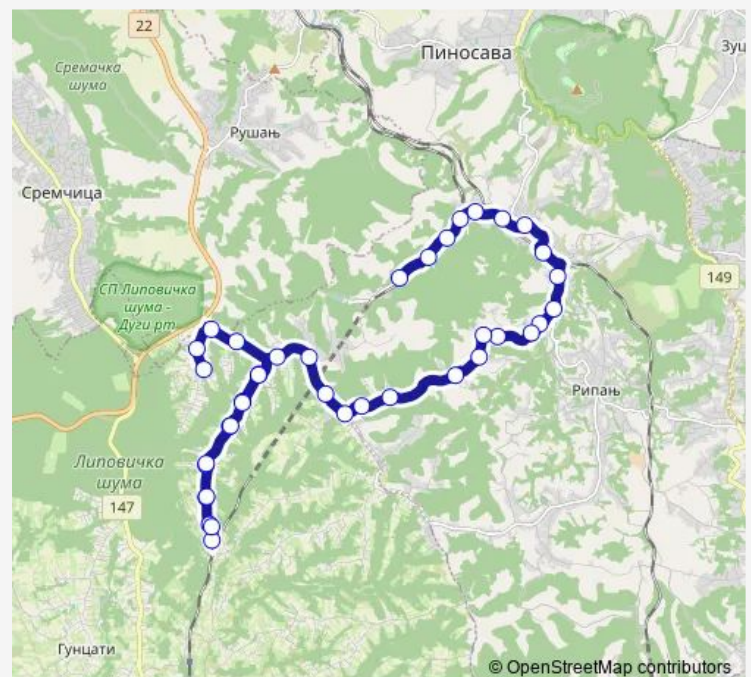 22
Пиносава
Зуц
Сремачка
шума
Рушањ
Сремчица
149
СП Липовичка
шума -
Дуги рт
Рипањ
Липовичка
шума
147
Гунцати
© OpenStreetMap contributors